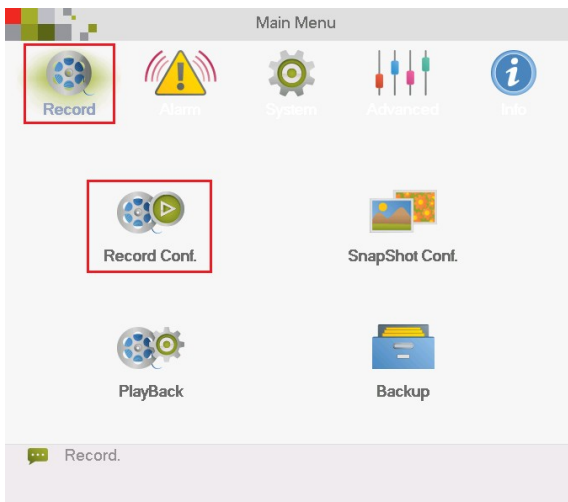 Main Menu
Record Alarm System Advanced Info
Record Conf. SnapShot Conf.
PlayBack Backup
Record.